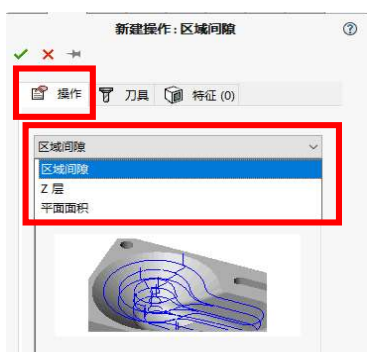 新建操作:区域间隙
操作 刀具 特征 (0)
区域间隙
区域间隙
Z 层
平面面积